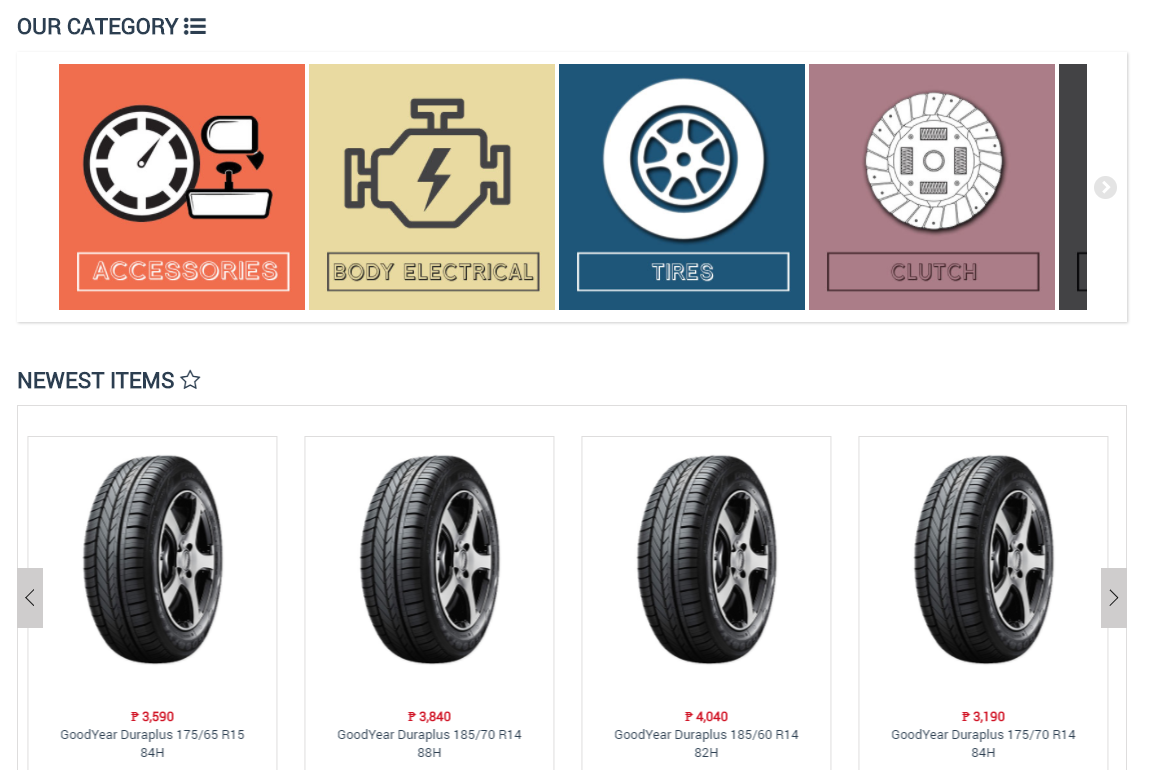 OUR CATEGORY
ACCESSORIES
BODY ELECTRICAL
TIRES
CLUTCH
NEWEST ITEMS
₱ 3,590
GoodYear Duraplus 175/65 R15
84H
₱ 3,840
GoodYear Duraplus 185/70 R14
88H
₱ 4,040
GoodYear Duraplus 185/60 R14
82H
₱ 3,190
GoodYear Duraplus 175/70 R14
84H